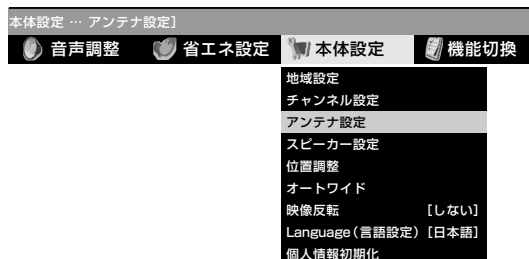 本体設定 … アンテナ設定]
音声調整 省エネ設定 本体設定 機能切換
地域設定
チャンネル設定
アンテナ設定
スピーカー設定
位置調整
オートワイド
映像反転 [しない]
Language(言語設定) [日本語]
個人情報初期化